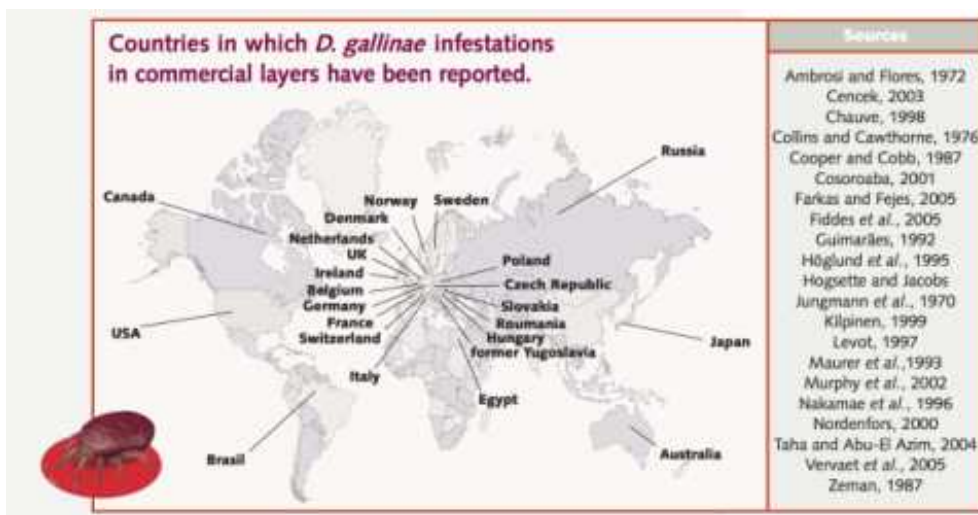 Countries in which D. gallinae infestations
in commercial layers have been reported.
Canada
USA
Brasil
Norway
Sweden
Denmark
Netherlands
UK
Ireland
Belgium
Germany
France
Switzerland
Italy
Russia
Poland
Czech Republic
Slovakia
Roumania
Hungary
former Yugoslavia
Egypt
Japan
Australia
Sources
Ambrosi and Flores, 1972
Cencek, 2003
Chauve, 1998
Collins and Cawthorne, 1976
Cooper and Cobb, 1987
Cosoroaba, 2001
Farkas and Fejes, 2005
Fiddes et al., 2005
Guimarães, 1992
Höglund et al., 1995
Hogsette and Jacobs
Jungmann et al., 1970
Kilpinen, 1999
Levot, 1997
Maurer et al.,1993
Murphy et al., 2002
Nakamae et al., 1996
Nordenfors, 2000
Taha and Abu-El Azim, 2004
Vervaet et al., 2005
Zeman, 1987